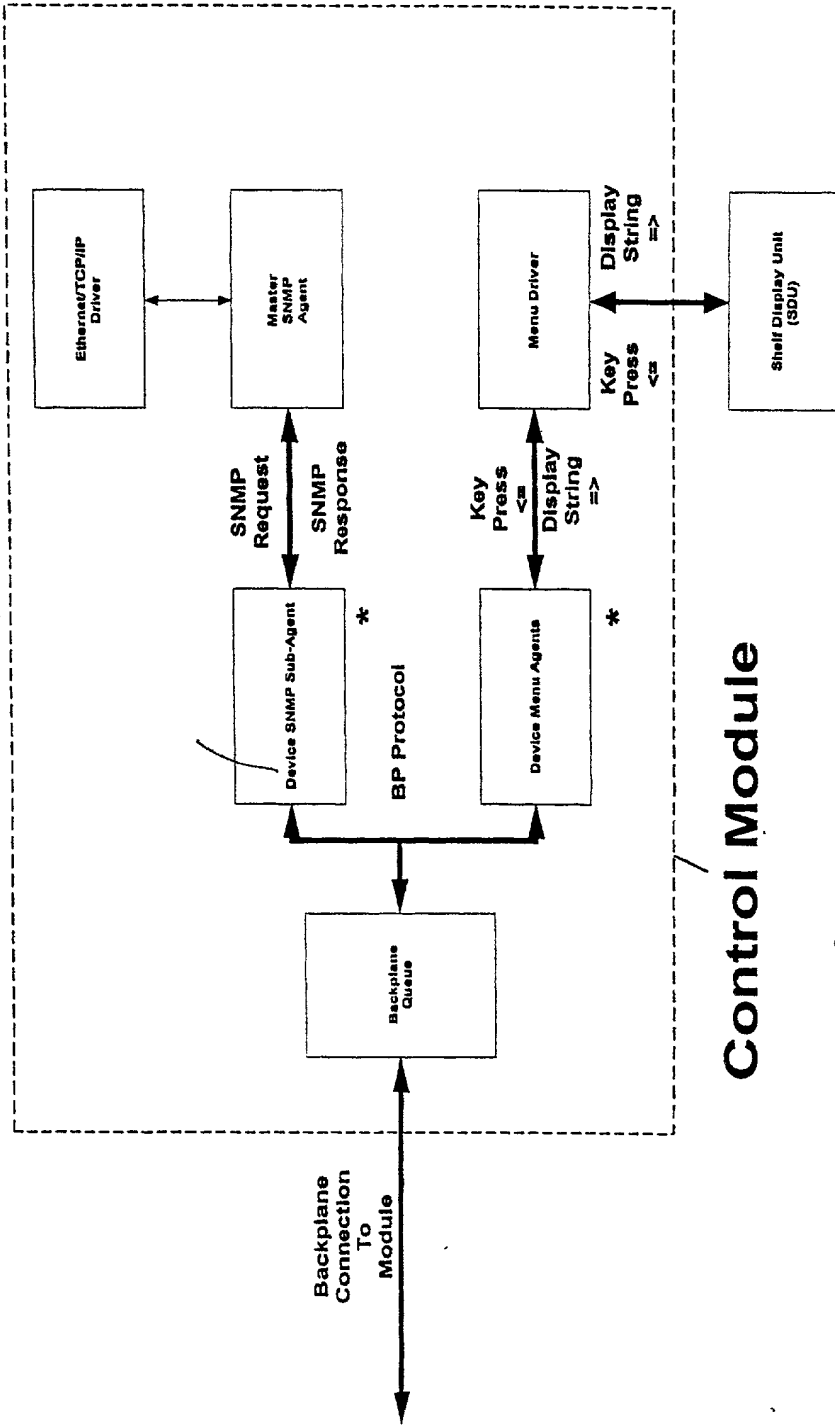 Ethernet/TCP/IP
Driver
Master
SNMP
Agent
SNMP
Request
SNMP
Response
Device SNMP Sub-Agent
*
BP Protocol
Backplane
Queue
Backplane
Connection
To
Module
Device Menu Agents
*
Key
Press
<=
Display
String
=>
Menu Driver
Key
Press
<=
Display
String
=>
Shelf Display Unit
(SDU)
Control Module